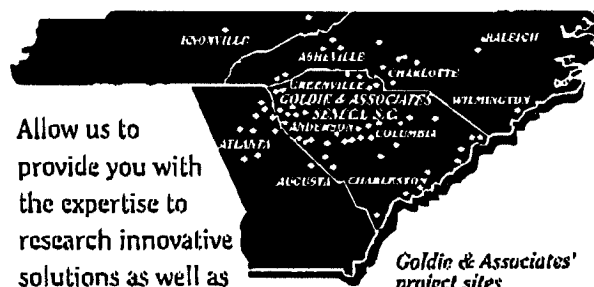 KNOXVILLE
RALEIGH
ASHEVILLE
CHARLOTTE
GREENVILLE
GOLDIE & ASSOCIATES
WILMINGTON
SENECA, S.C.
ANDERSON
COLUMBIA
ATLANTA
AUGUSTA
CHARLESTON
Allow us to
provide you with
the expertise to
research innovative
solutions as well as
Goldie & Associates'
project sites